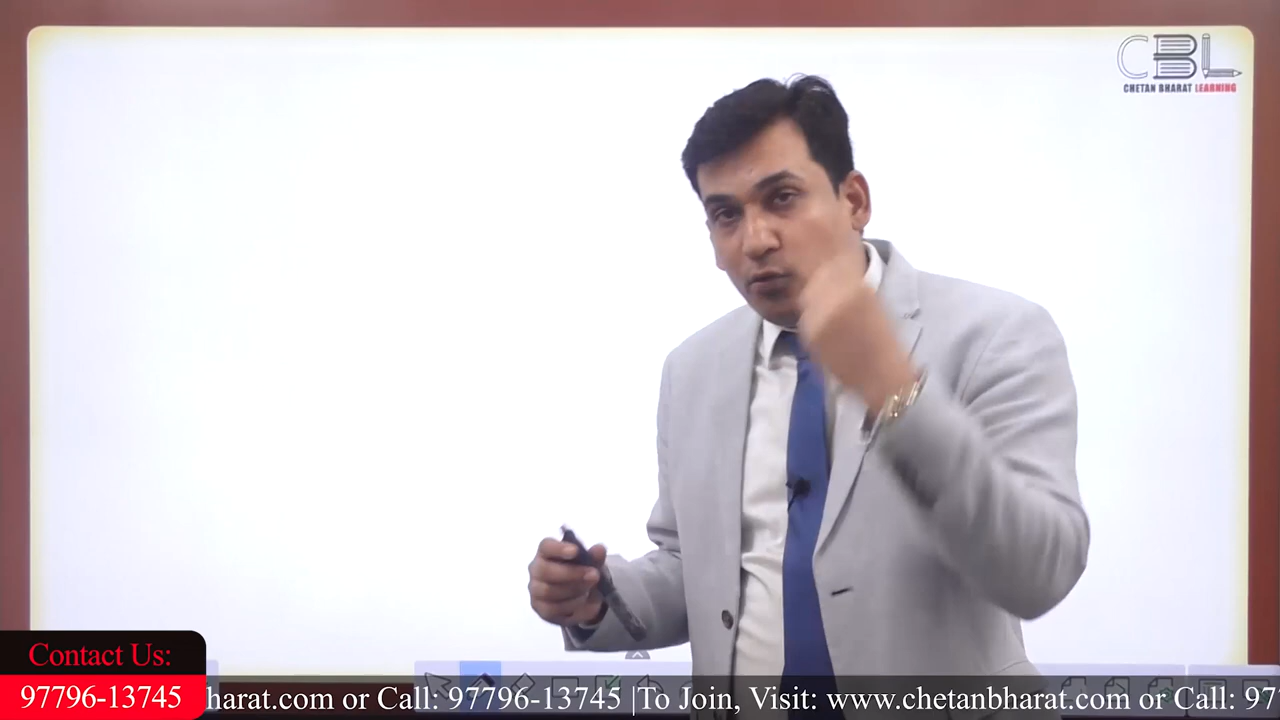 CBL
CHETAN BHARAT LEARNING
Contact Us:
97796-13745
haratat.com or Call: 97796-13745 |To Join, Visit: www.chetanbharat.com or Call: 97